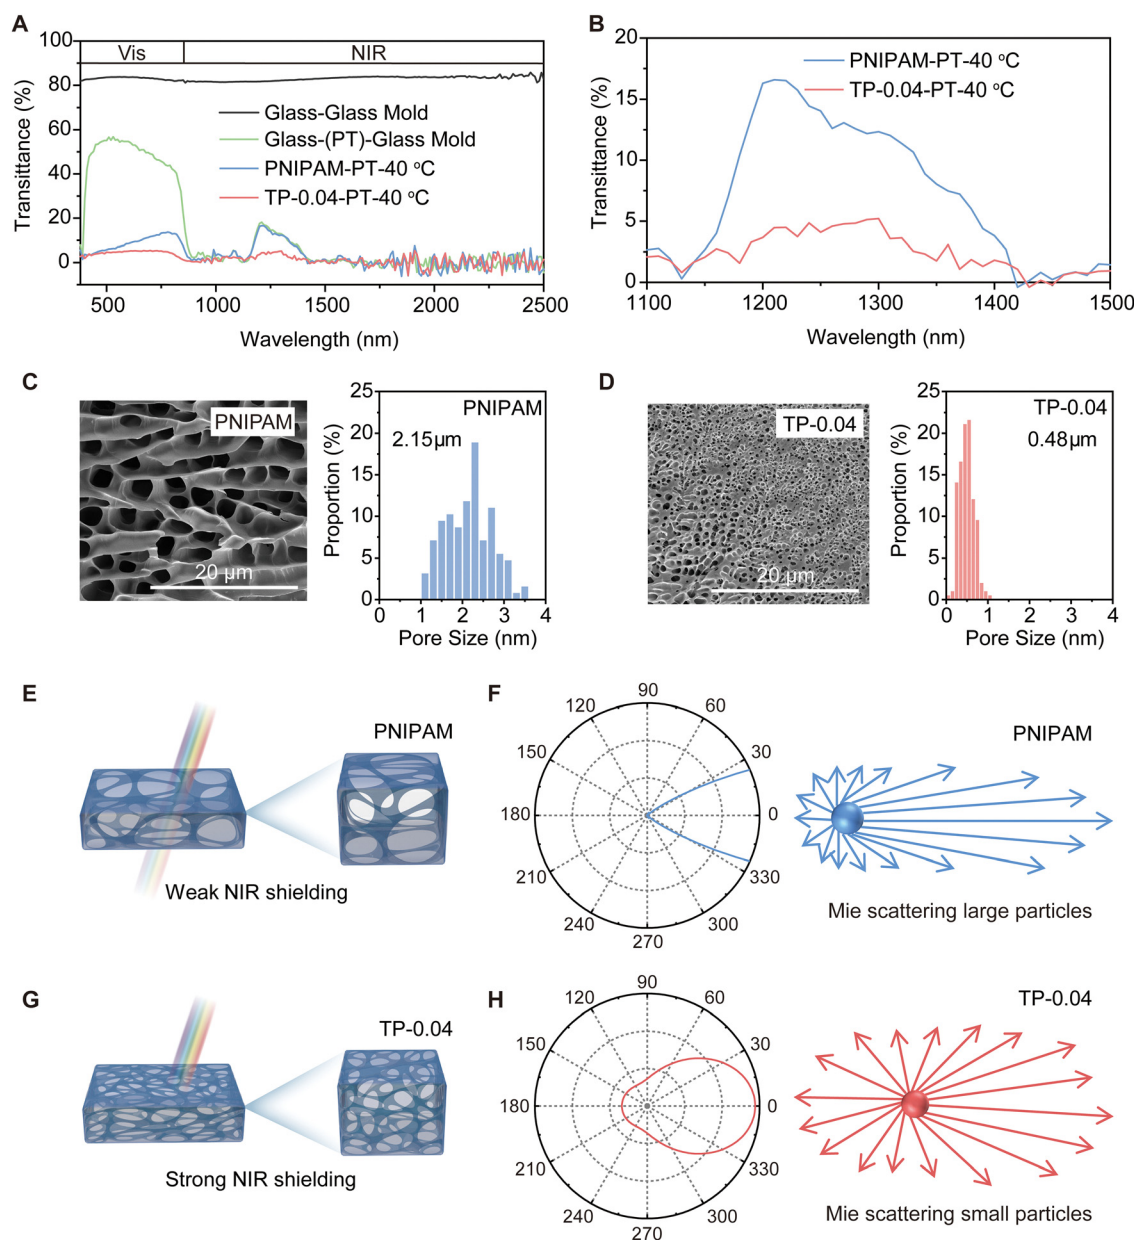 A
Transittance (%)
100
80
60
40
20
0
Vis
NIR
Glass-Glass Mold
Glass-(PT)-Glass Mold
PNIPAM-PT-40 °C
TP-0.04-PT-40 °C
500
1000
1500
2000
2500
Wavelength (nm)
B
Transittance (%)
20
15
10
5
0
PNIPAM-PT-40 °C
TP-0.04-PT-40 °C
1100
1200
1300
1400
1500
Wavelength (nm)
C
PNIPAM
20 µm
Proportion (%)
25
20
15
10
5
0
PNIPAM
2.15µm
0
1
2
3
4
Pore Size (nm)
D
TP-0.04
20 µm
Proportion (%)
25
20
15
10
5
0
TP-0.04
0.48µm
0
1
2
3
4
Pore Size (nm)
E
PNIPAM
Weak NIR shielding
F
90
120
60
150
30
180
0
210
330
240
300
270
PNIPAM
Mie scattering large particles
G
TP-0.04
Strong NIR shielding
H
90
120
60
150
30
180
0
210
330
240
300
270
TP-0.04
Mie scattering small particles